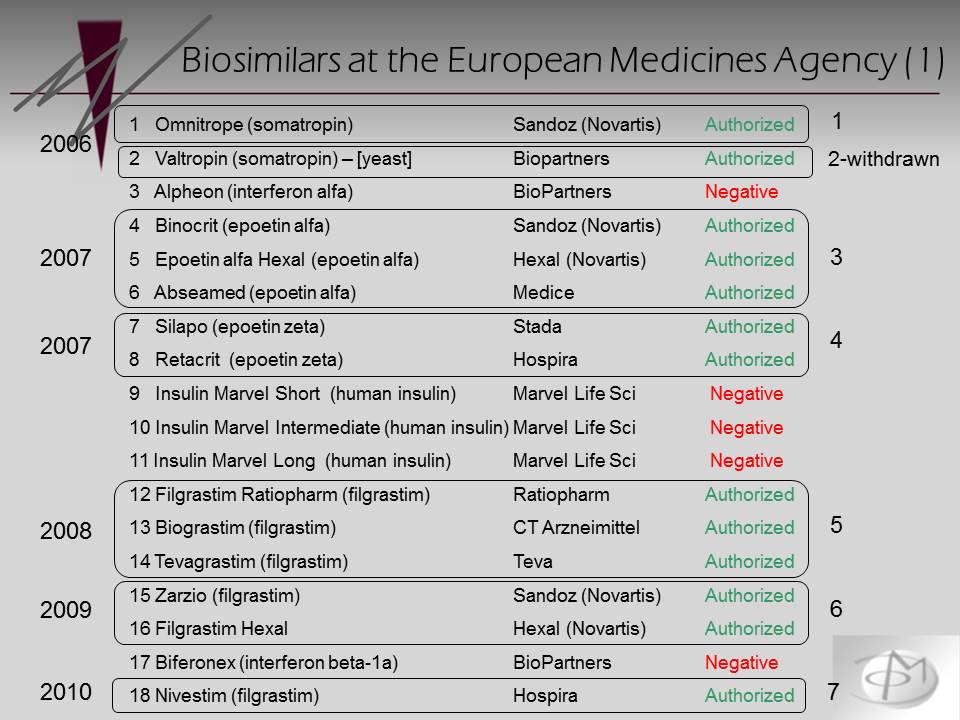 Biosimilars at the European Medicines Agency (1)
2006
1 Omnitrope (somatropin) Sandoz (Novartis) Authorized 1
2 Valtropin (somatropin) – [yeast] Biopartners Authorized 2-withdrawn
3 Alpheon (interferon alfa) BioPartners Negative
4 Binocrit (epoetin alfa) Sandoz (Novartis) Authorized
2007 5 Epoetin alfa Hexal (epoetin alfa) Hexal (Novartis) Authorized 3
6 Abseamed (epoetin alfa) Medice Authorized
7 Silapo (epoetin zeta) Stada Authorized
2007 4
8 Retacrit (epoetin zeta) Hospira Authorized
9 Insulin Marvel Short (human insulin) Marvel Life Sci Negative
10 Insulin Marvel Intermediate (human insulin) Marvel Life Sci Negative
11 Insulin Marvel Long (human insulin) Marvel Life Sci Negative
12 Filgrastim Ratiopharm (filgrastim) Ratiopharm Authorized
2008 13 Biograstim (filgrastim) CT Arzneimittel Authorized 5
14 Tevagrastim (filgrastim) Teva Authorized
15 Zarzio (filgrastim) Sandoz (Novartis) Authorized
2009 6
16 Filgrastim Hexal Hexal (Novartis) Authorized
17 Biferonex (interferon beta-1a) BioPartners Negative
2010 18 Nivestim (filgrastim) Hospira Authorized 7